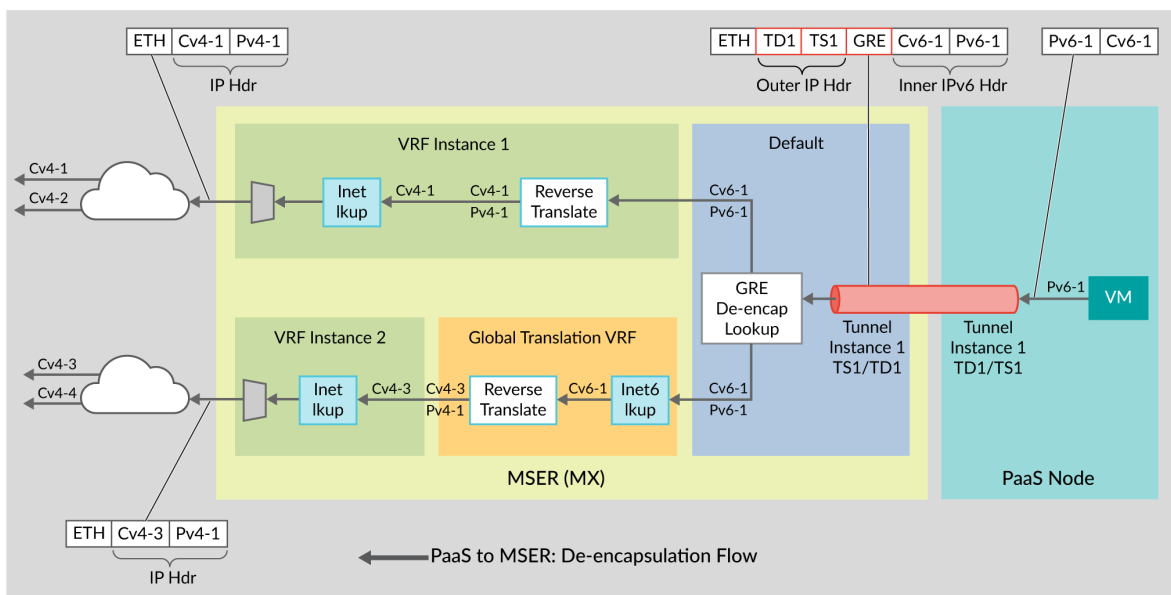 ETH Cv4-1 Pv4-1
IP Hdr
ETH TD1 TS1 GRE Cv6-1 Pv6-1
Outer IP Hdr
Inner IPv6 Hdr
Pv6-1 Cv6-1
VRF Instance 1
Default
Cv4-1
Cv4-2
Inet
lkup
Cv4-1
Cv4-1
Pv4-1
Reverse
Translate
Cv6-1
Pv6-1
GRE
De-encap
Lookup
Pv6-1
VM
Tunnel
Instance 1
TS1/TD1
Tunnel
Instance 1
TD1/TS1
VRF Instance 2
Global Translation VRF
Cv4-3
Cv4-4
Inet
lkup
Cv4-3
Cv4-3
Pv4-1
Reverse
Translate
Cv6-1
Inet6
lkup
Cv6-1
Pv6-1
MSER (MX)
PaaS Node
ETH Cv4-3 Pv4-1
IP Hdr
PaaS to MSER: De-encapsulation Flow